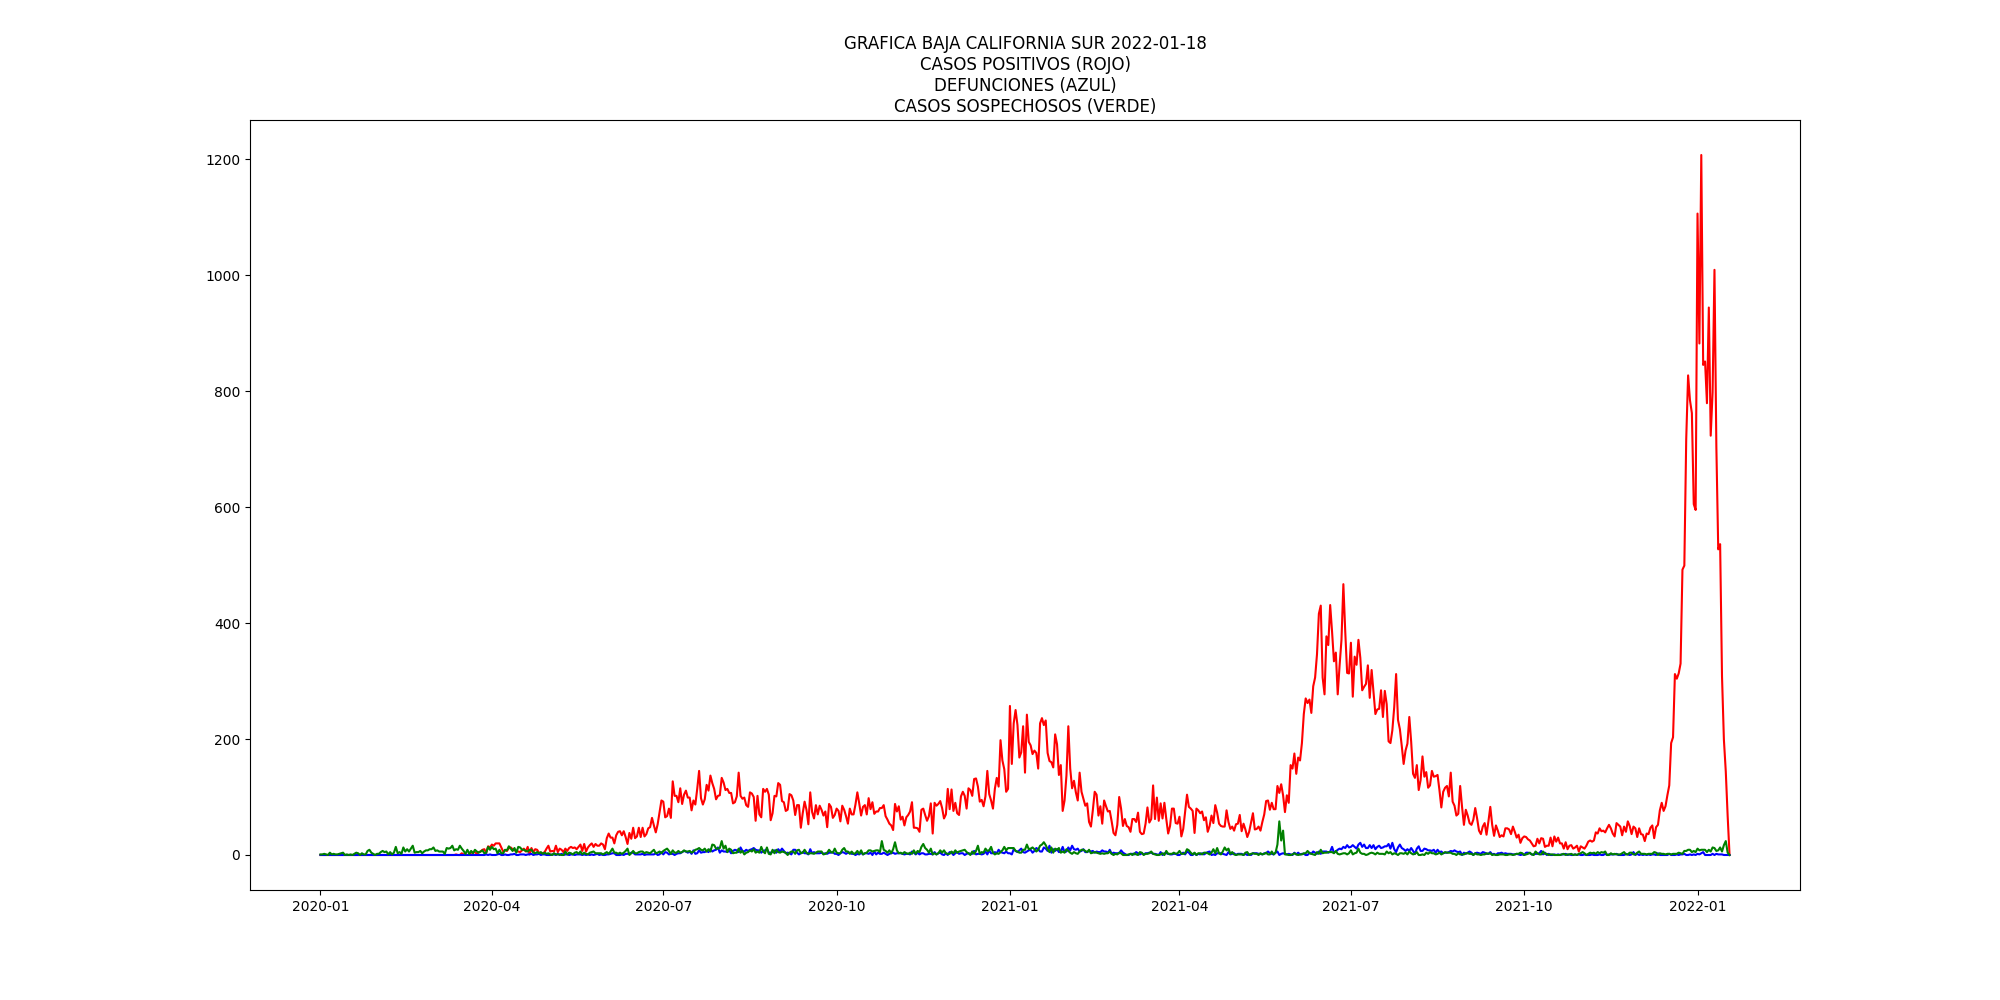 GRAFICA BAJA CALIFORNIA SUR 2022-01-18
CASOS POSITIVOS (ROJO)
DEFUNCIONES (AZUL)
CASOS SOSPECHOSOS (VERDE)
1200
1000
800
600
400
200
0
2020-01 2020-04 2020-07 2020-10 2021-01 2021-04 2021-07 2021-10 2022-01